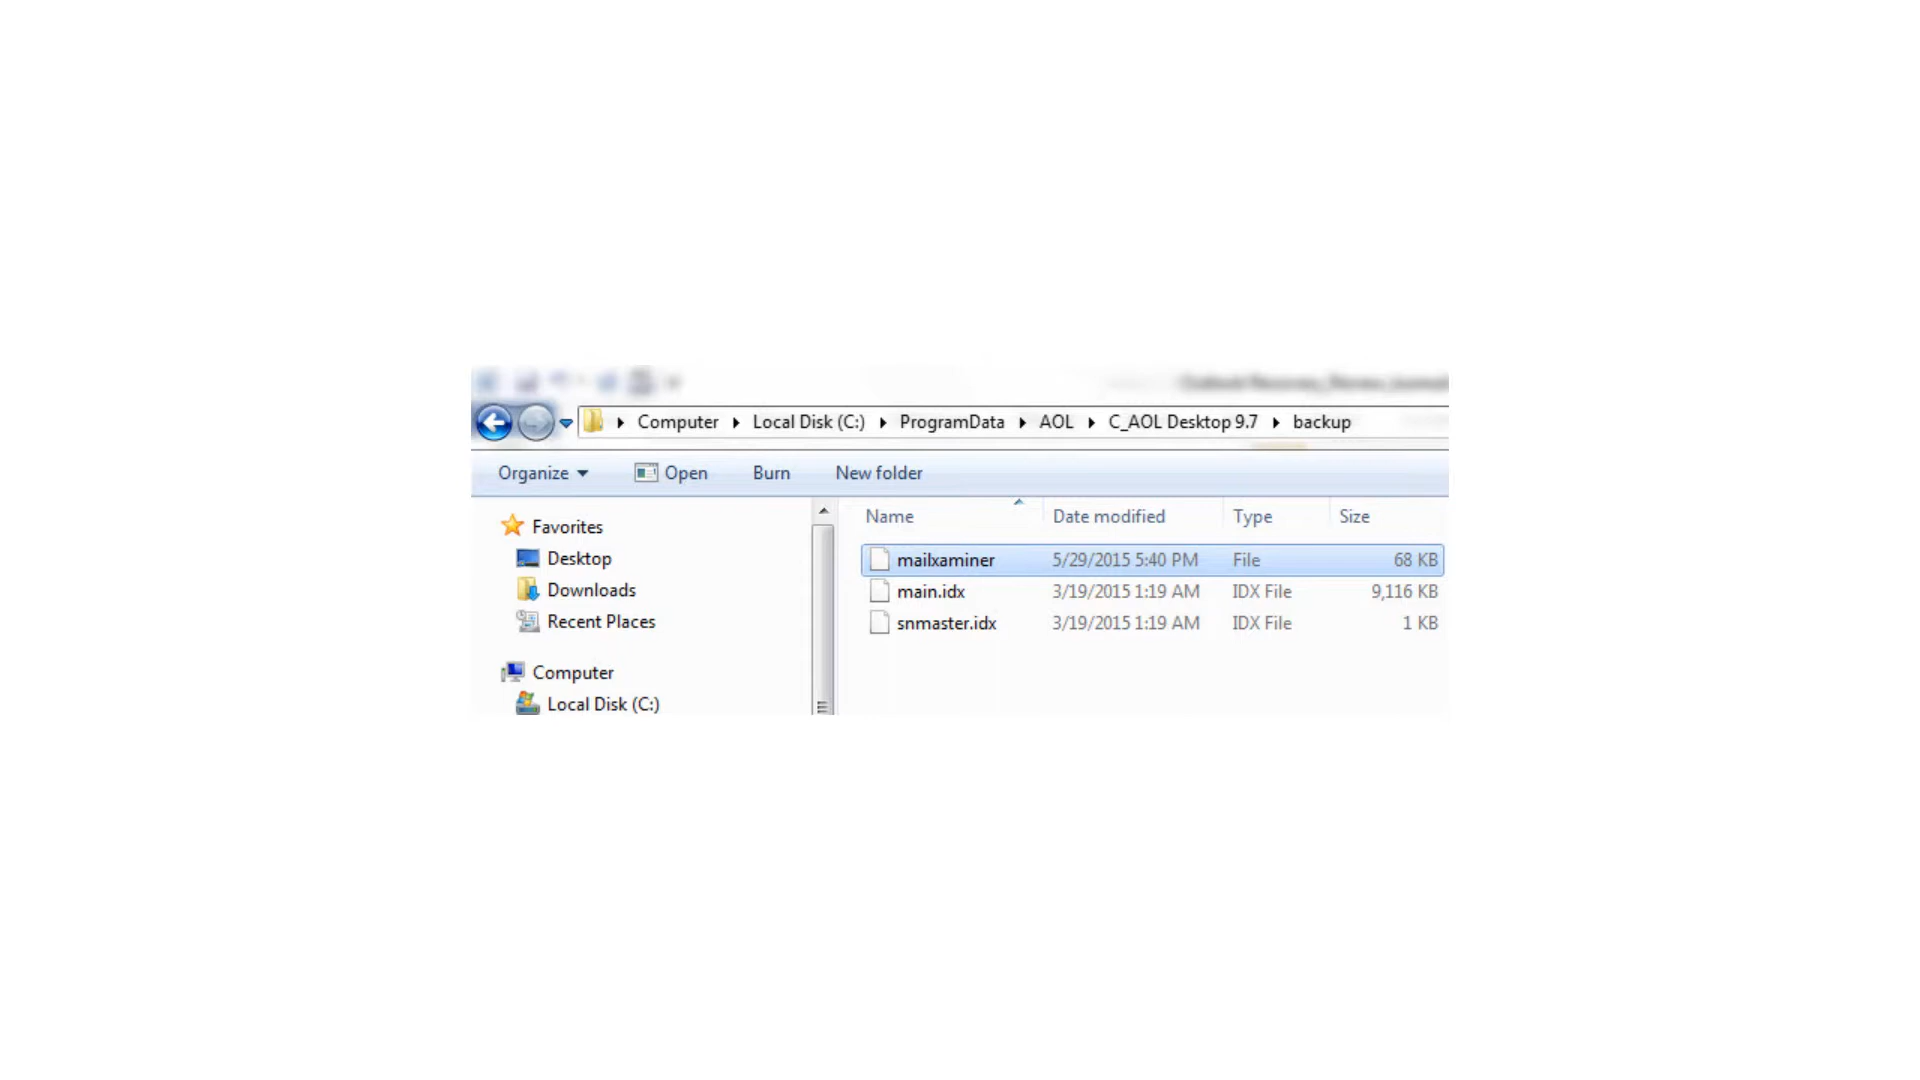 Computer Local Disk (C:) ProgramData AOL C_AOL Desktop 9.7 backup
Organize Open Burn New folder
Favorites
Desktop
Downloads
Recent Places
Computer
Local Disk (C:)
Name Date modified Type Size
mailxaminer 5/29/2015 5:40 PM File 68 KB
main.idx 3/19/2015 1:19 AM IDX File 9,116 KB
snmaster.idx 3/19/2015 1:19 AM IDX File 1 KB